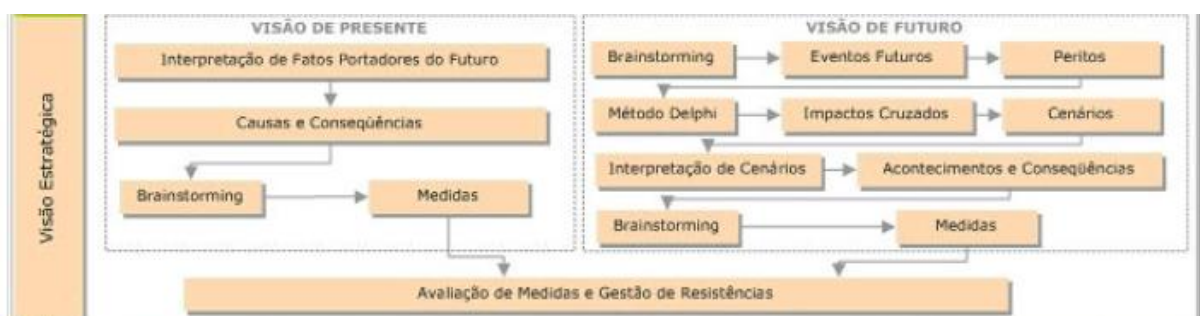 Visão Estratégica
VISÃO DE PRESENTE
Interpretação de Fatos Portadores do Futuro
Causas e Conseqüências
Brainstorming
Medidas
VISÃO DE FUTURO
Brainstorming
Eventos Futuros
Peritos
Método Delphi
Impactos Cruzados
Cenários
Interpretação de Cenários
Acontecimentos e Conseqüências
Brainstorming
Medidas
Avaliação de Medidas e Gestão de Resistências